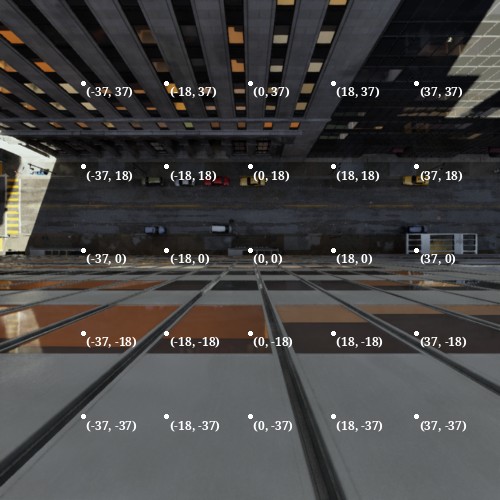 (-37, 37) (-18, 37) (0, 37) (18, 37) (37, 37)
(-37, 18) (-18, 18) (0, 18) (18, 18) (37, 18)
(-37, 0) (-18, 0) (0, 0) (18, 0) (37, 0)
(-37, -18) (-18, -18) (0, -18) (18, -18) (37, -18)
(-37, -37) (-18, -37) (0, -37) (18, -37) (37, -37)